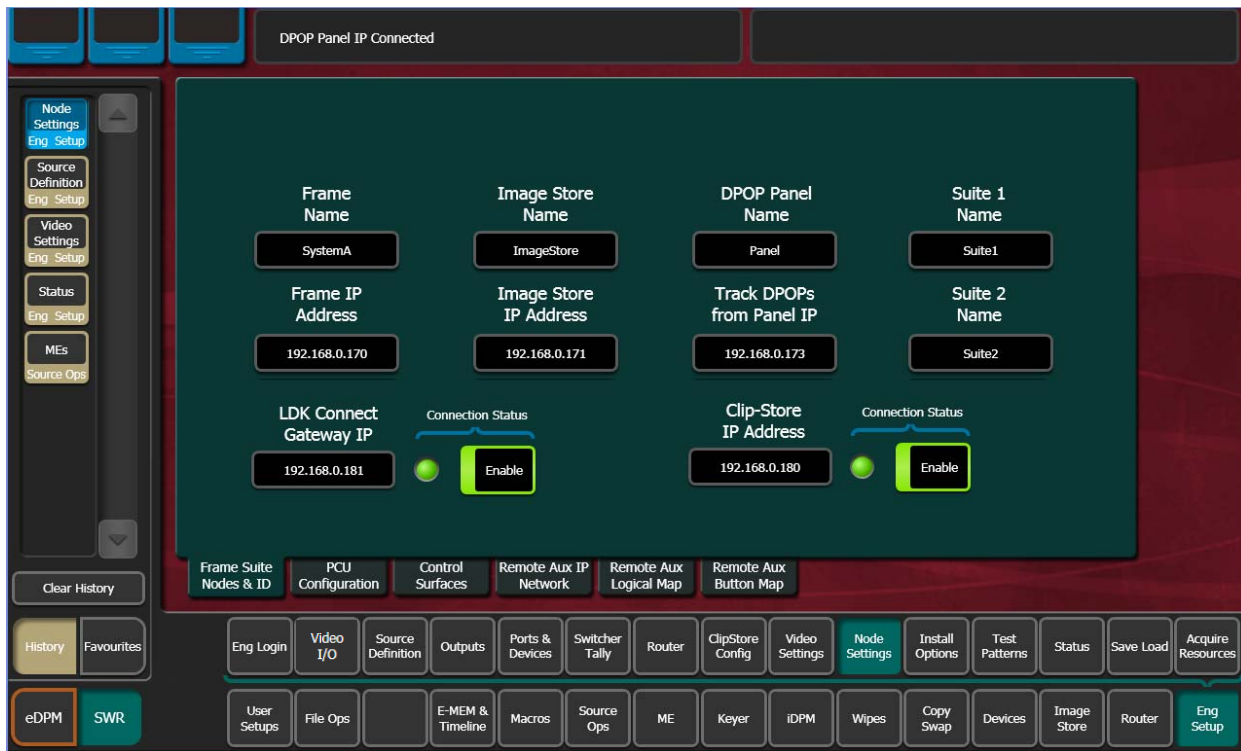 DPOP Panel IP Connected
Node
Settings
Eng Setup
Source
Definition
Eng Setup
Video
Settings
Eng Setup
Status
Eng Setup
MEs
Source Ops
Clear History
History
Favourites
eDPM
SWR
Frame
Name
SystemA
Image Store
Name
ImageStore
DPOP Panel
Name
Panel
Suite 1
Name
Suite1
Frame IP
Address
192.168.0.170
Image Store
IP Address
192.168.0.171
Track DPOPs
from Panel IP
192.168.0.173
Suite 2
Name
Suite2
LDK Connect
Gateway IP
192.168.0.181
Connection Status
Enable
Clip-Store
IP Address
192.168.0.180
Connection Status
Enable
Frame Suite
Nodes & ID
PCU
Configuration
Control
Surfaces
Remote Aux IP
Network
Remote Aux
Logical Map
Remote Aux
Button Map
Eng Login
Video
I/O
Source
Definition
Outputs
Ports &
Devices
Switcher
Tally
Router
ClipStore
Config
Video
Settings
Node
Settings
Install
Options
Test
Patterns
Status
Save Load
Acquire
Resources
User
Setups
File Ops
E-MEM &
Timeline
Macros
Source
Ops
ME
Keyer
iDPM
Wipes
Copy
Swap
Devices
Image
Store
Router
Eng
Setup